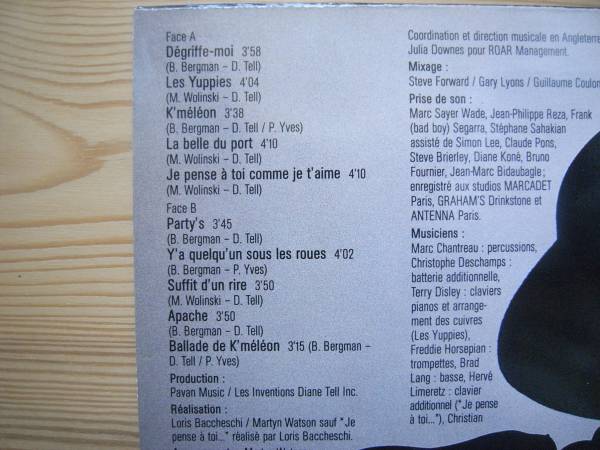 Face A
Dégriffe-moi 3'58
(B. Bergman – D. Tell)
Les Yuppies 4'04
(M. Wolinski – D. Tell)
K'méléon 3'38
(B. Bergman – D. Tell / P. Yves)
La belle du port 4'10
(M. Wolinski – D. Tell)
Je pense à toi comme je t'aime 4'10
(M. Wolinski – D. Tell)
Face B
Party's 3'45
(B. Bergman – D. Tell)
Y'a quelqu'un sous les roues 4'02
(B. Bergman – P. Yves)
Suffit d'un rire 3'50
(M. Wolinski – D. Tell)
Apache 3'50
(B. Bergman – D. Tell)
Ballade de K'méléon 3'15 (B. Bergman –
D. Tell / P. Yves)
Production :
Pavan Music / Les Inventions Diane Tell Inc.
Réalisation :
Loris Baccheschi / Martyn Watson sauf "Je
pense à toi..." réalisé par Loris Baccheschi.
Coordination et direction musicale en Angleterre
Julia Downes pour ROAR Management.
Mixage :
Steve Forward / Gary Lyons / Guillaume Coulon
Prise de son :
Marc Sayer Wade, Jean-Philippe Reza, Frank
(bad boy) Segarra, Stéphane Sahakian
assisté de Simon Lee, Claude Pons,
Steve Brierley, Diane Koné, Bruno
Fournier, Jean-Marc Bidaubagle;
enregistré aux studios MARCADET
Paris, GRAHAM'S Drinkstone et
ANTENNA Paris.
Musiciens :
Marc Chantreau : percussions,
Christophe Deschamps :
batterie additionnelle,
Terry Disley : claviers
pianos et arrange-
ment des cuivres
(Les Yuppies),
Freddie Horsepian :
trompettes, Brad
Lang : basse, Hervé
Limeretz : clavier
additionnel ("Je pense
à toi..."), Christian